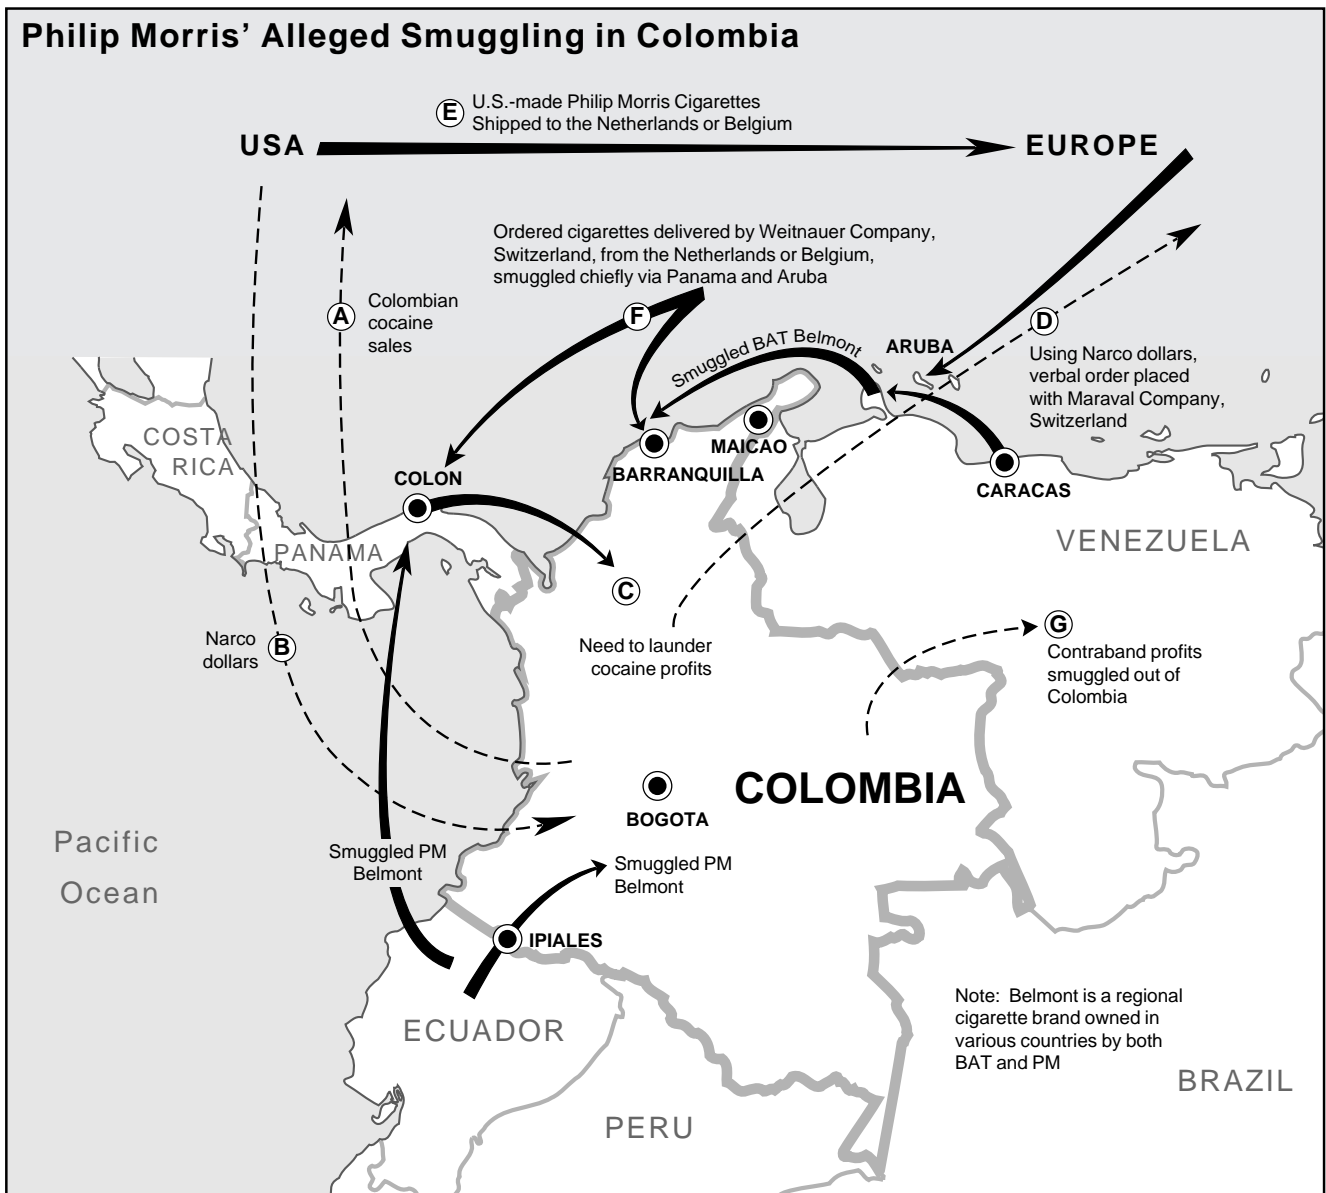 Philip Morris’ Alleged Smuggling in Colombia
E
U.S.-made Philip Morris Cigarettes
Shipped to the Netherlands or Belgium
USA
EUROPE
Ordered cigarettes delivered by Weitnauer Company,
Switzerland, from the Netherlands or Belgium,
smuggled chiefly via Panama and Aruba
A
Colombian
cocaine
sales
F
D
Using Narco dollars,
verbal order placed
with Maraval Company,
Switzerland
Smuggled BAT Belmont
ARUBA
COSTA
RICA
MAICAO
BARRANQUILLA
COLON
CARACAS
PANAMA
VENEZUELA
C
Narco
dollars
B
Need to launder
cocaine profits
G
Contraband profits
smuggled out of
Colombia
COLOMBIA
BOGOTA
Pacific
Ocean
Smuggled PM
Belmont
Smuggled PM
Belmont
IPIALES
ECUADOR
Note:  Belmont is a regional
cigarette brand owned in
various countries by both
BAT and PM
BRAZIL
PERU